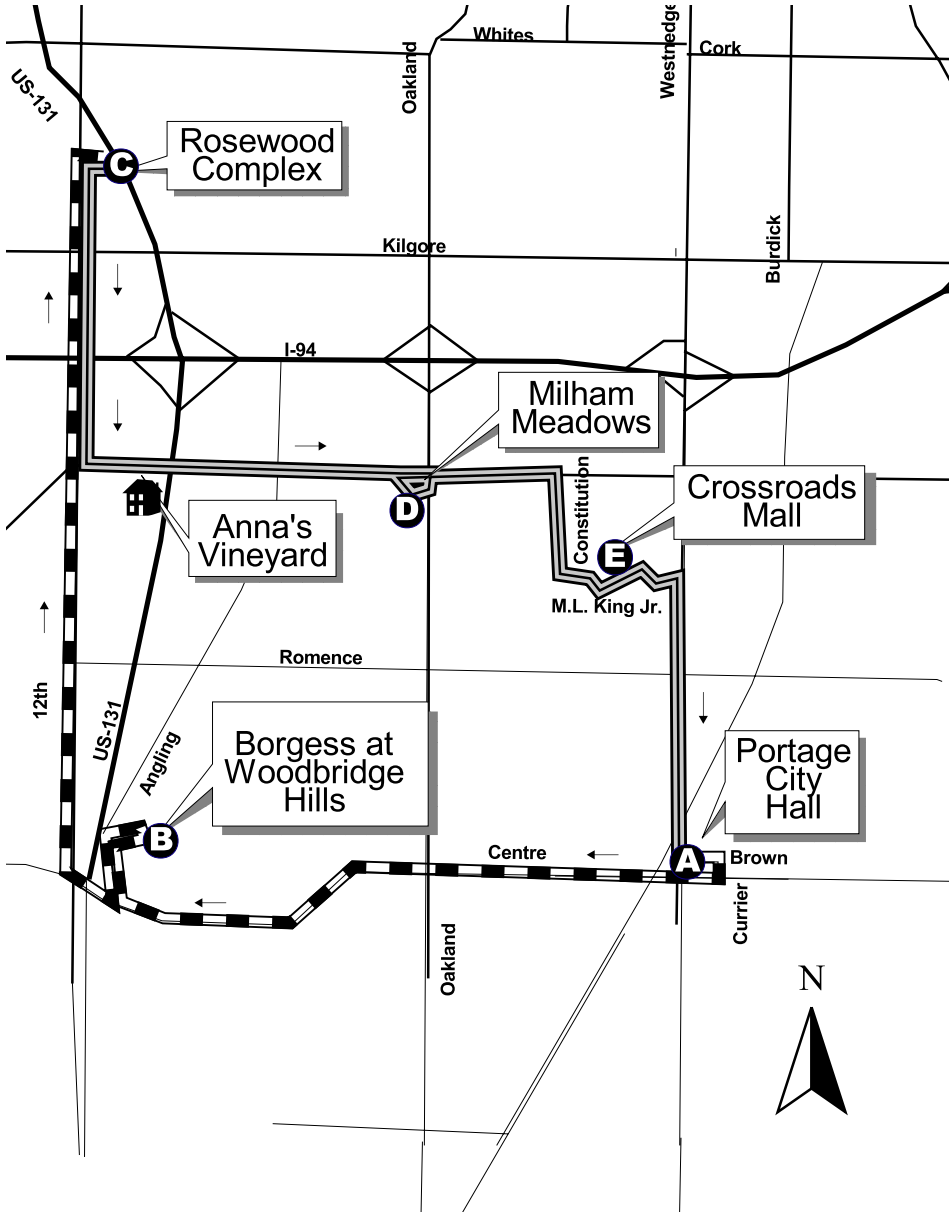 Whites
Westnedge
Cork
Oakland
US-131
C
Rosewood
Complex
Kilgore
Burdick
I-94
Milham
Meadows
D
Constitution
Crossroads
Mall
E
Anna's
Vineyard
M.L. King Jr.
Romence
12th
US-131
Angling
Borgess at
Woodbridge
Hills
B
Portage
City
Hall
Centre
A
Brown
Currier
Oakland
N